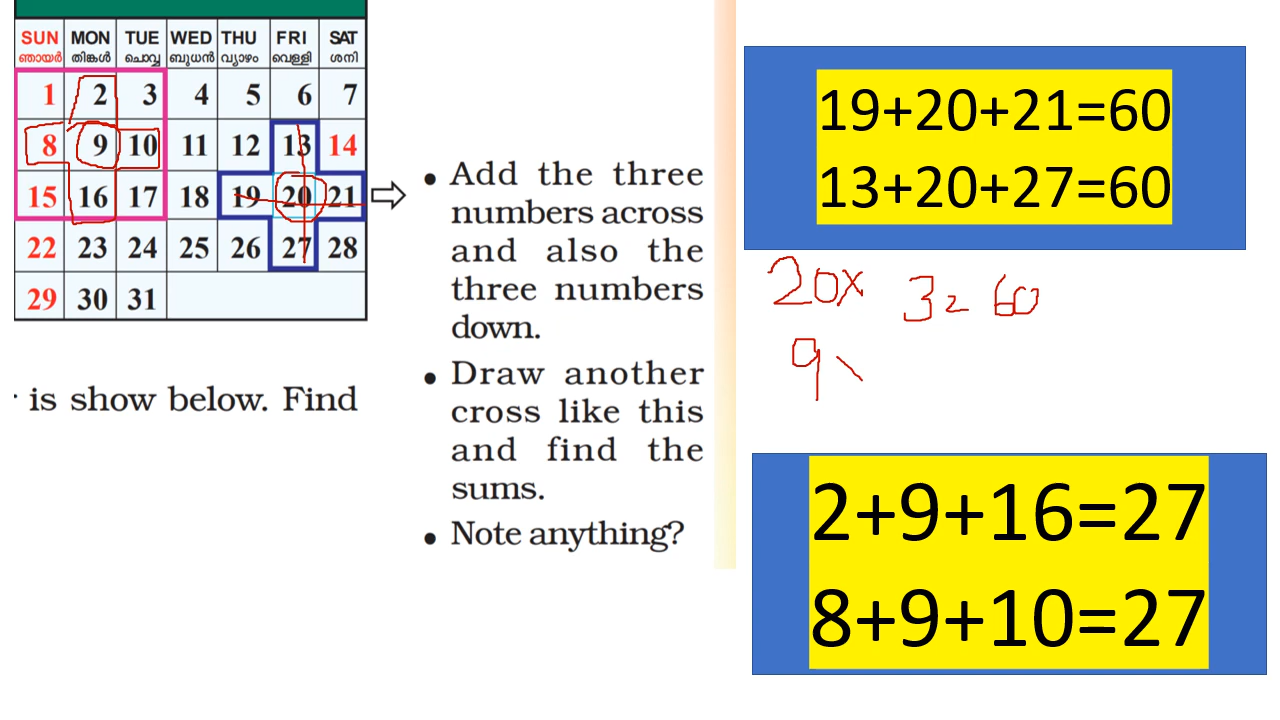 SUN MON TUE WED THU FRI SAT
ഞായർ തിങ്കൾ ചൊവ്വ ബുധൻ വ്യാഴം വെള്ളി ശനി
1 2 3 4 5 6 7
8 9 10 11 12 13 14
15 16 17 18 19 20 21
22 23 24 25 26 27 28
29 30 31
is show below. Find
• Add the three
numbers across
and also the
three numbers
down.
• Draw another
cross like this
and find the
sums.
• Note anything?
19+20+21=60
13+20+27=60
20x 3= 60
9
2+9+16=27
8+9+10=27